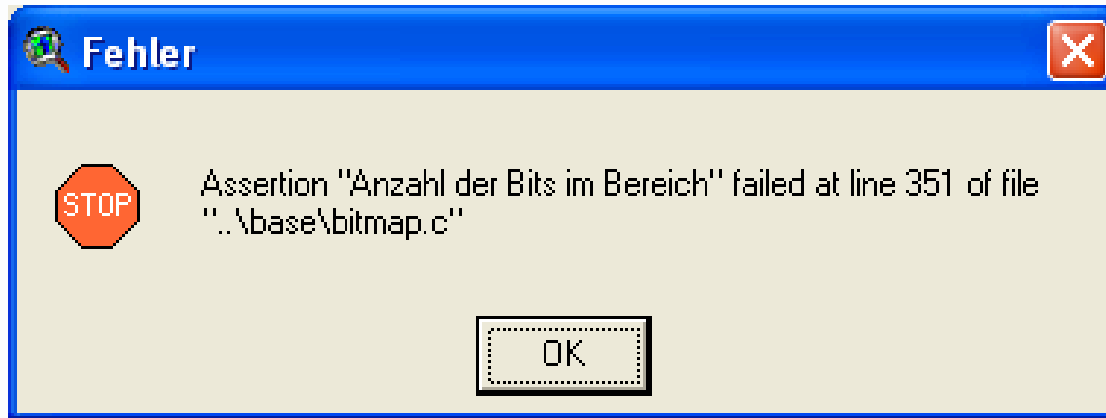 Fehler
STOP
Assertion "Anzahl der Bits im Bereich" failed at line 351 of file
"..\base\bitmap.c"
OK